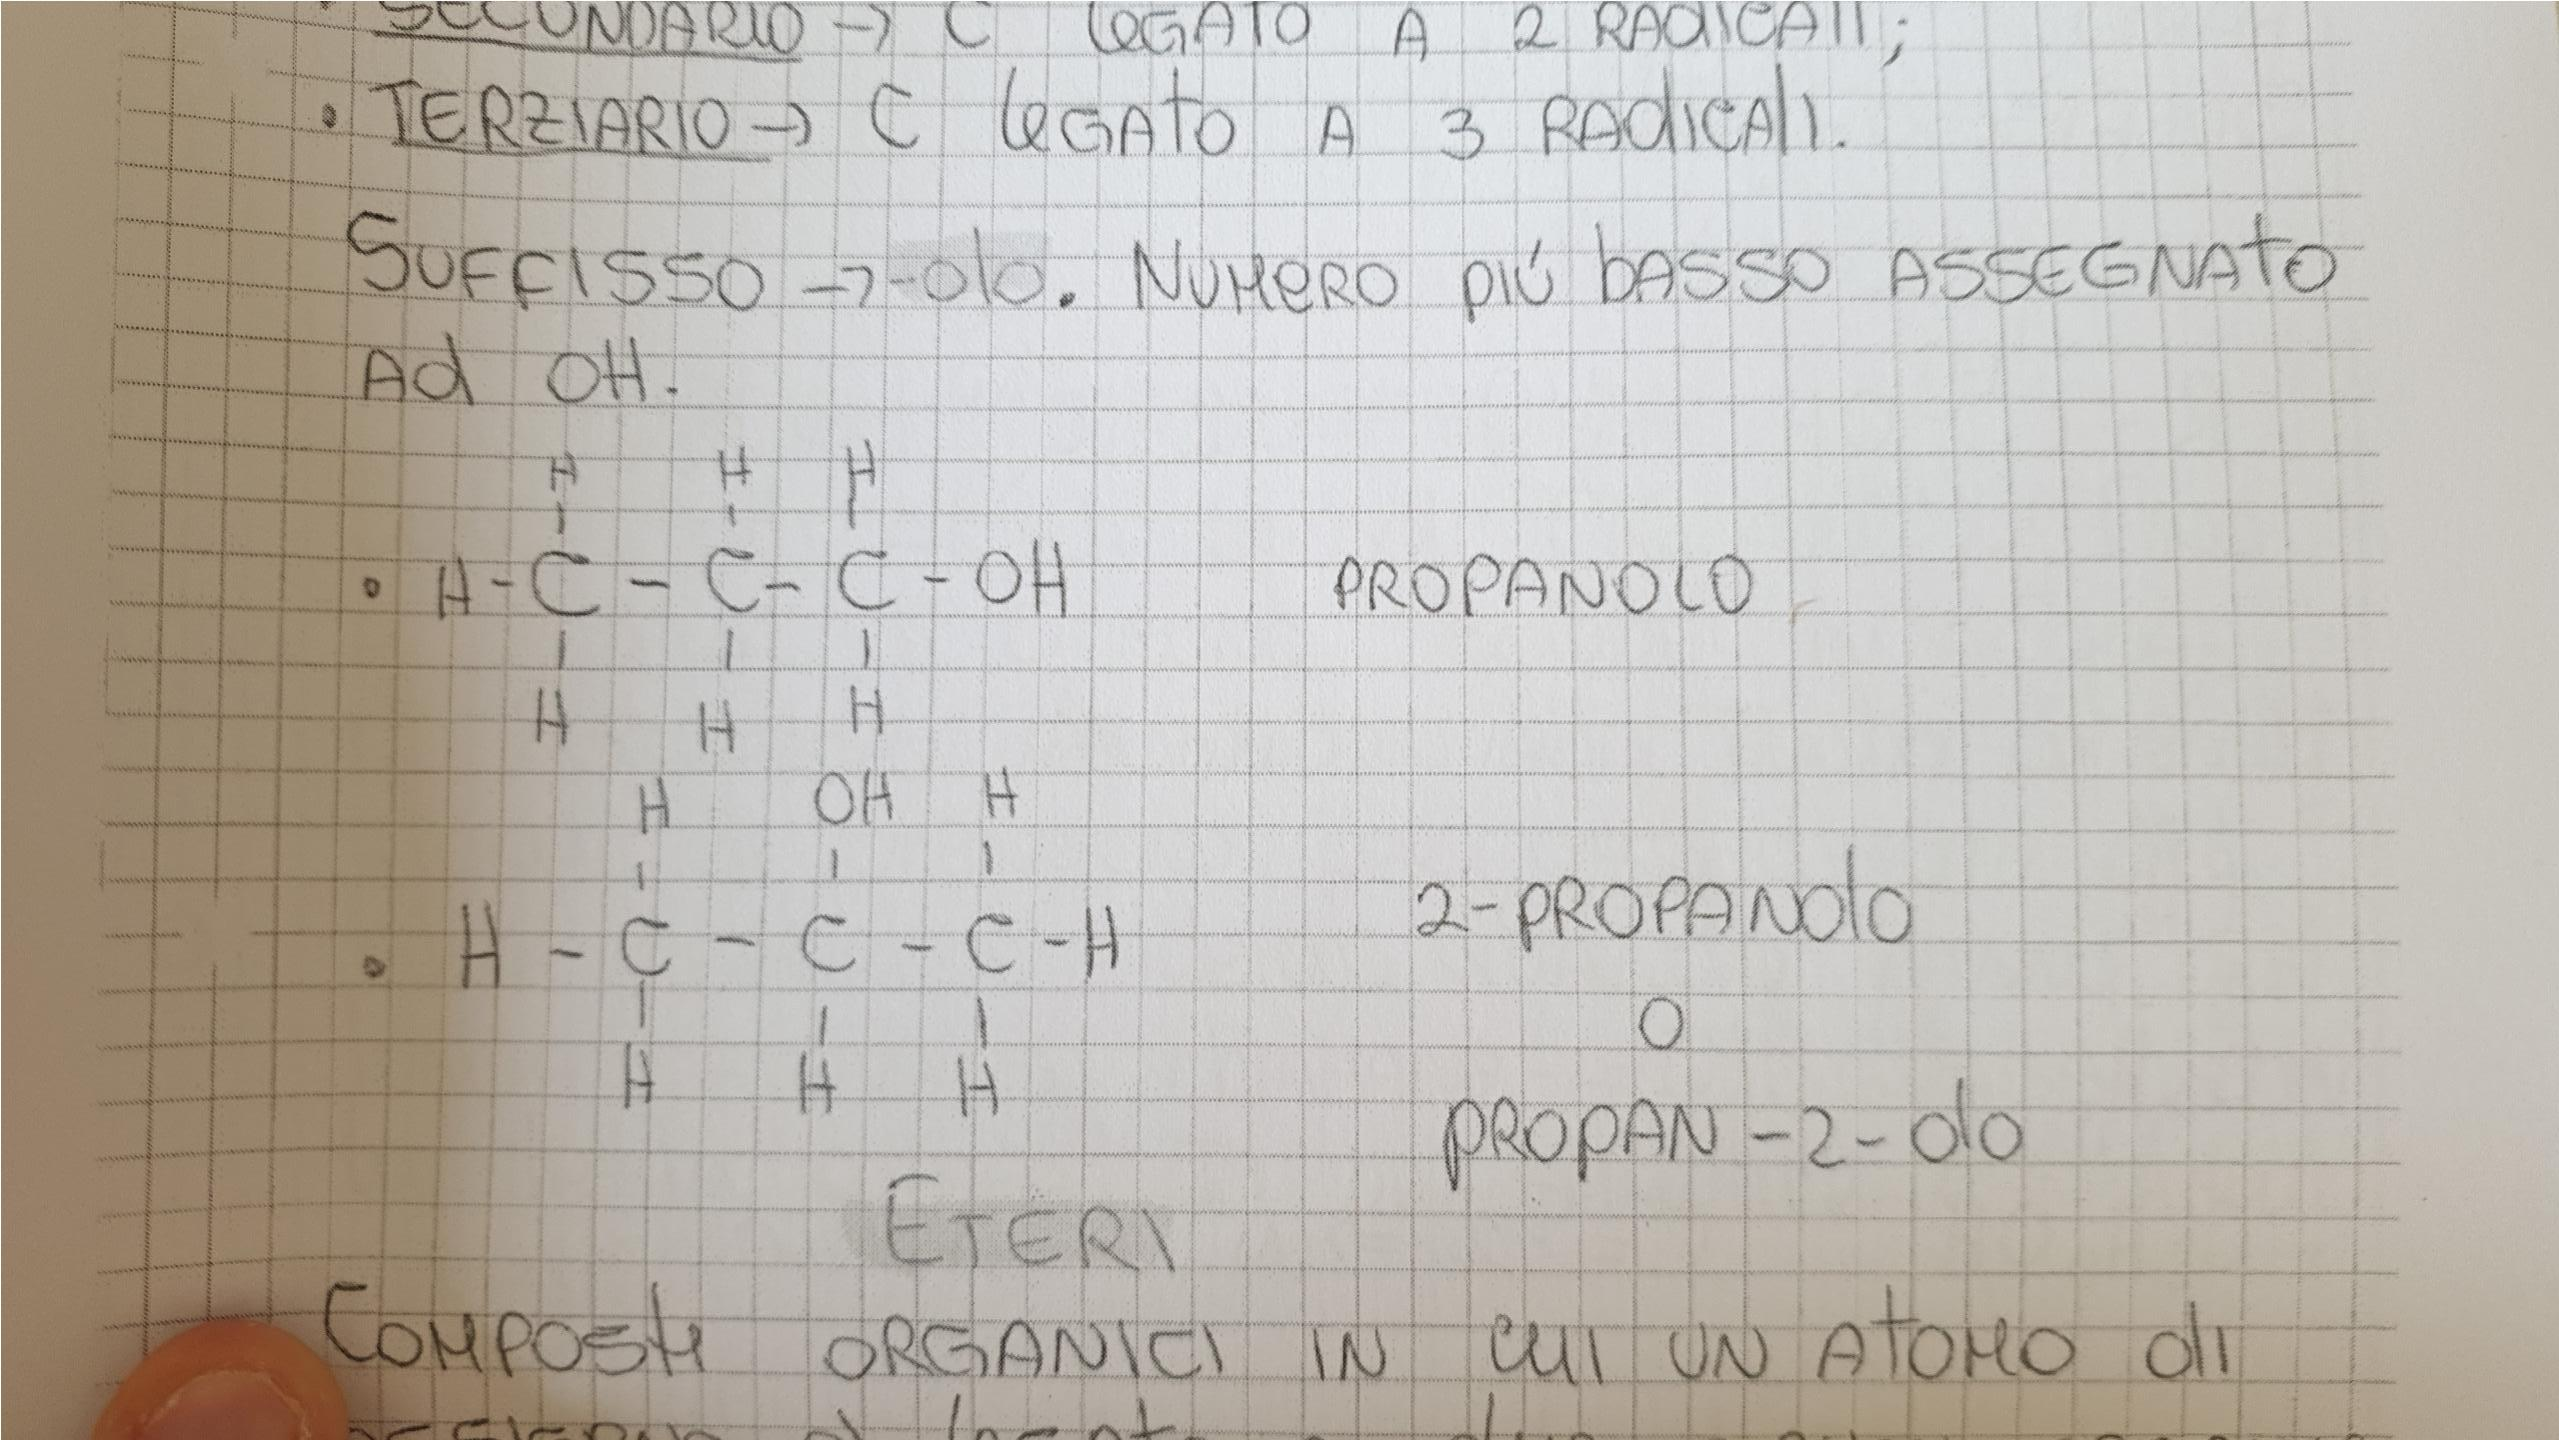 • SECONDARIO → C legato A 2 RADICALI;
• TERZIARIO → C legato A 3 RADICALI.
SUFFISSO → -olo. NUMERO PIÚ BASSO ASSEGNATO
Ad OH.
H H H
• H - C - C - C - OH PROPANOLO
H H H
H OH H
2-PROPANOLO
• H - C - C - C - H
O
H H H
PROPAN-2-olo
ETERI
COMPOSTI ORGANICI IN CUI UN ATOMO di